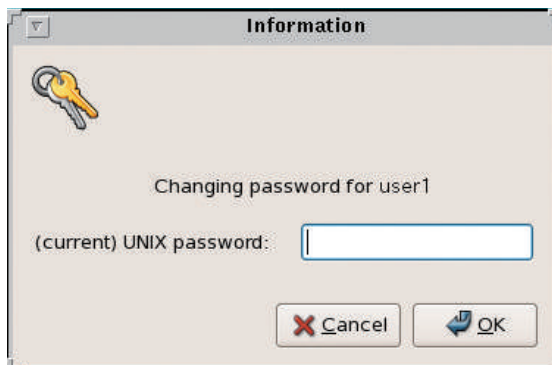 Information
Changing password for user1
(current) UNIX password:
Cancel
OK